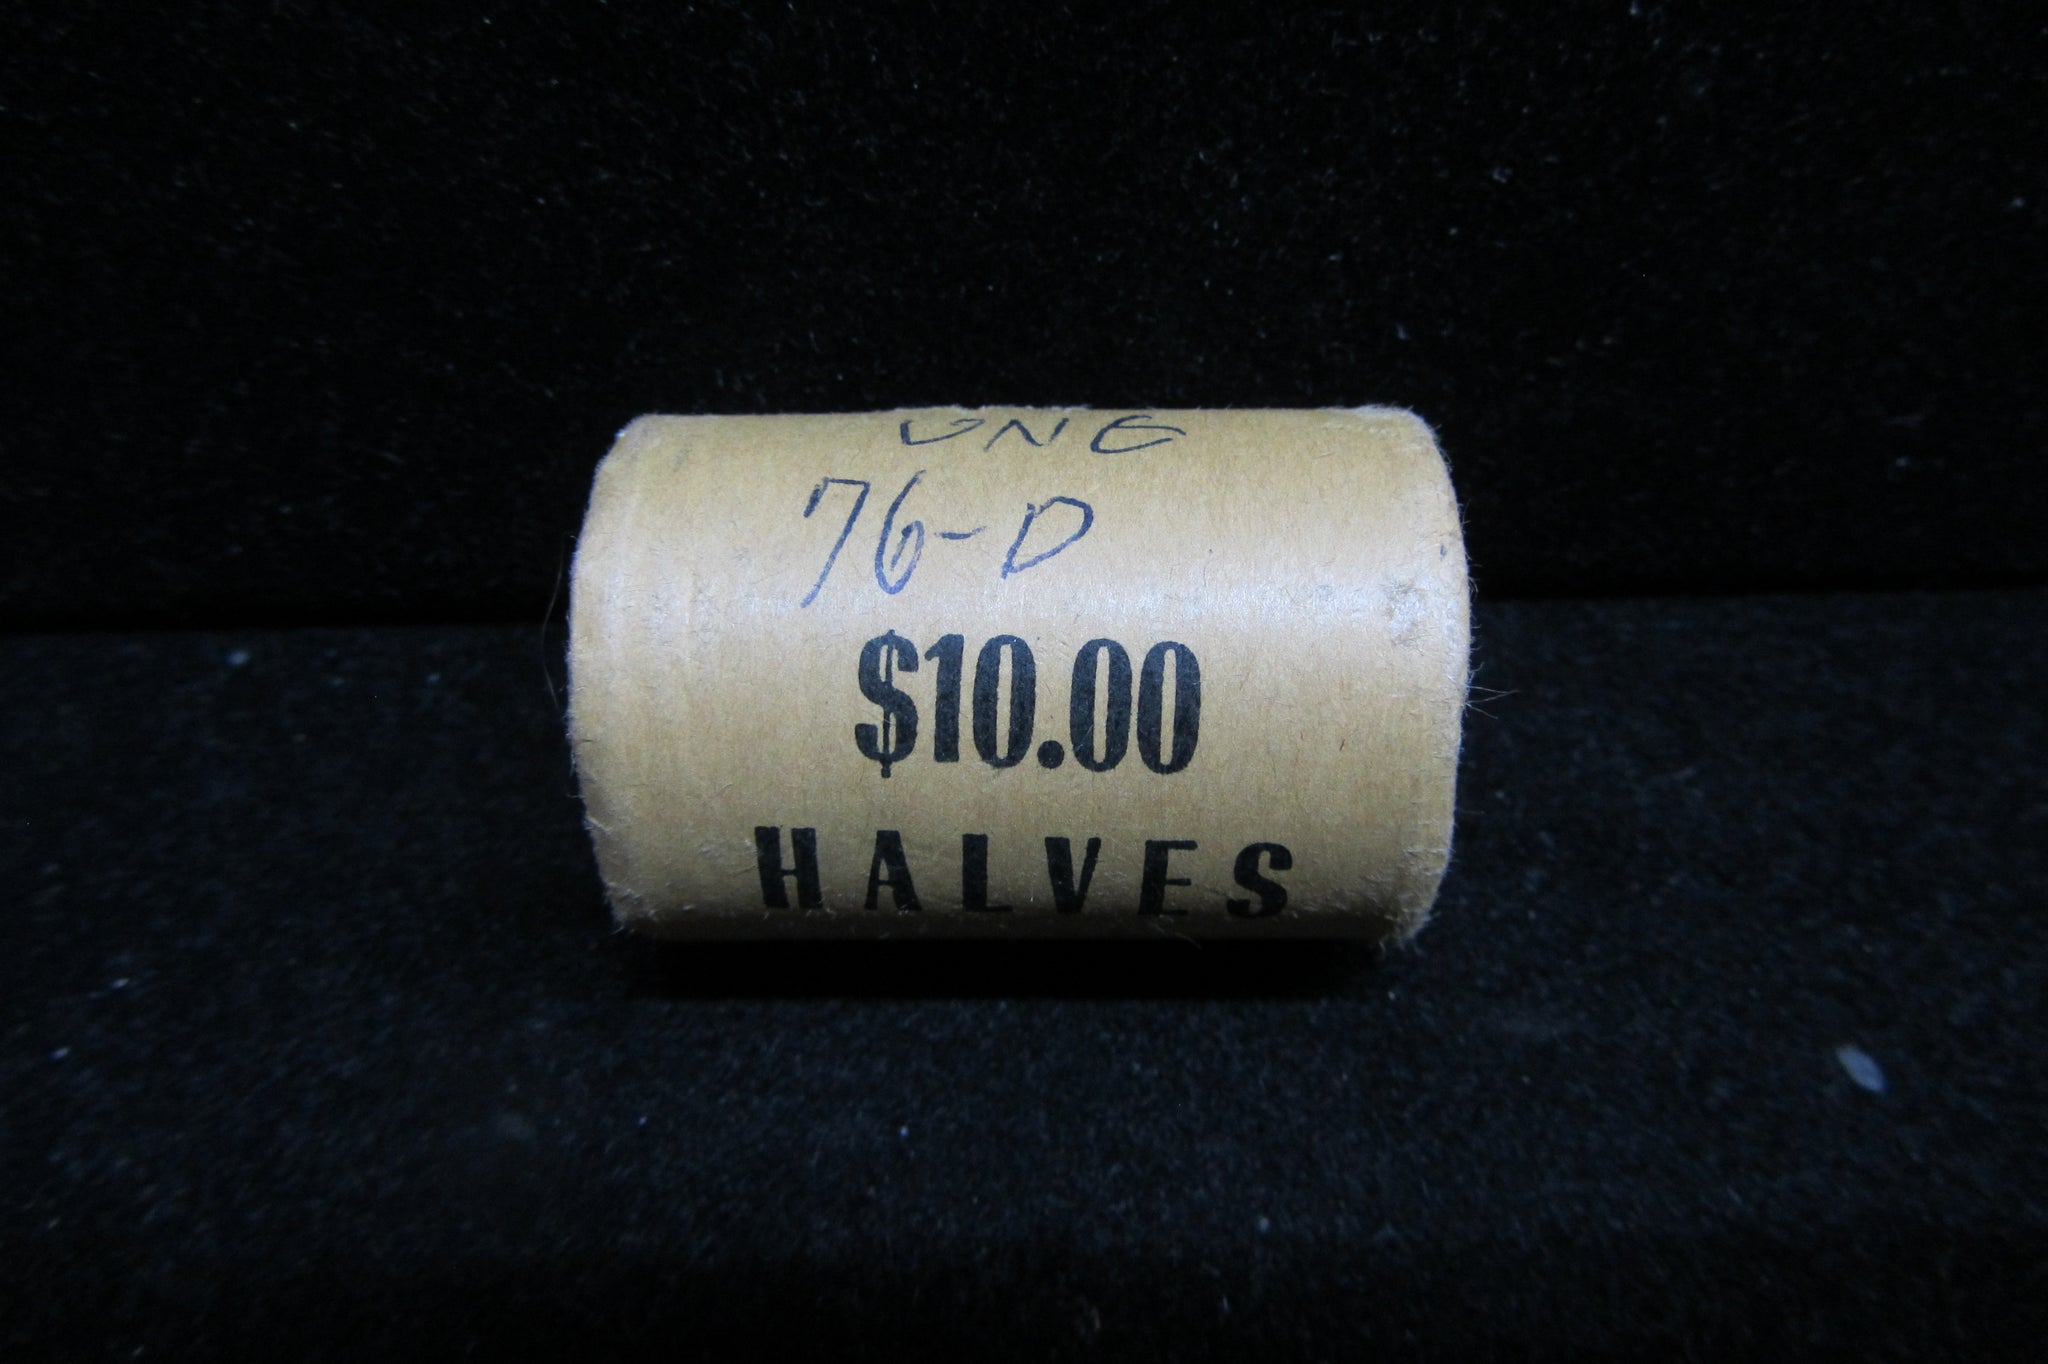 UNC
76-D
$10.00
HALVES